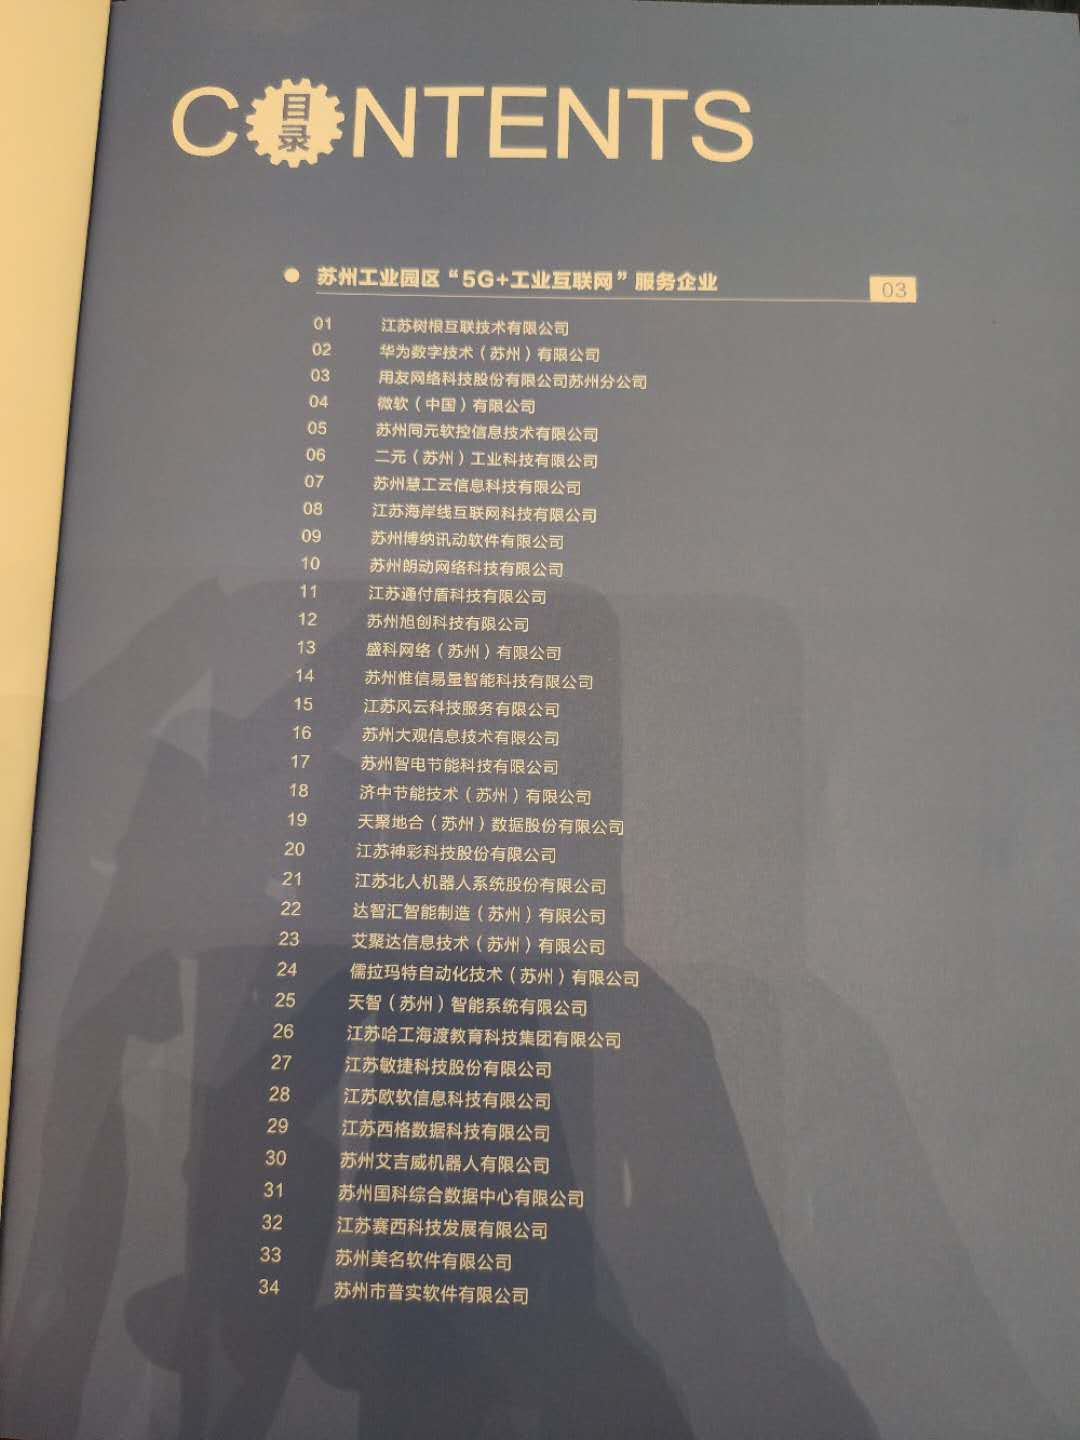 CONTENTS
目录
苏州工业园区“5G+工业互联网”服务企业 03
01 江苏树根互联技术有限公司
02 华为数字技术（苏州）有限公司
03 用友网络科技股份有限公司苏州分公司
04 微软（中国）有限公司
05 苏州同元软控信息技术有限公司
06 二元（苏州）工业科技有限公司
07 苏州慧工云信息科技有限公司
08 江苏海岸线互联网科技有限公司
09 苏州博纳讯动软件有限公司
10 苏州朗动网络科技有限公司
11 江苏通付盾科技有限公司
12 苏州旭创科技有限公司
13 盛科网络（苏州）有限公司
14 苏州惟信易量智能科技有限公司
15 江苏风云科技服务有限公司
16 苏州大观信息技术有限公司
17 苏州智电节能科技有限公司
18 济中节能技术（苏州）有限公司
19 天聚地合（苏州）数据股份有限公司
20 江苏神彩科技股份有限公司
21 江苏北人机器人系统股份有限公司
22 达智汇智能制造（苏州）有限公司
23 艾聚达信息技术（苏州）有限公司
24 儒拉玛特自动化技术（苏州）有限公司
25 天智（苏州）智能系统有限公司
26 江苏哈工海渡教育科技集团有限公司
27 江苏敏捷科技股份有限公司
28 江苏欧软信息科技有限公司
29 江苏西格数据科技有限公司
30 苏州艾吉威机器人有限公司
31 苏州国科综合数据中心有限公司
32 江苏赛西科技发展有限公司
33 苏州美名软件有限公司
34 苏州市普实软件有限公司